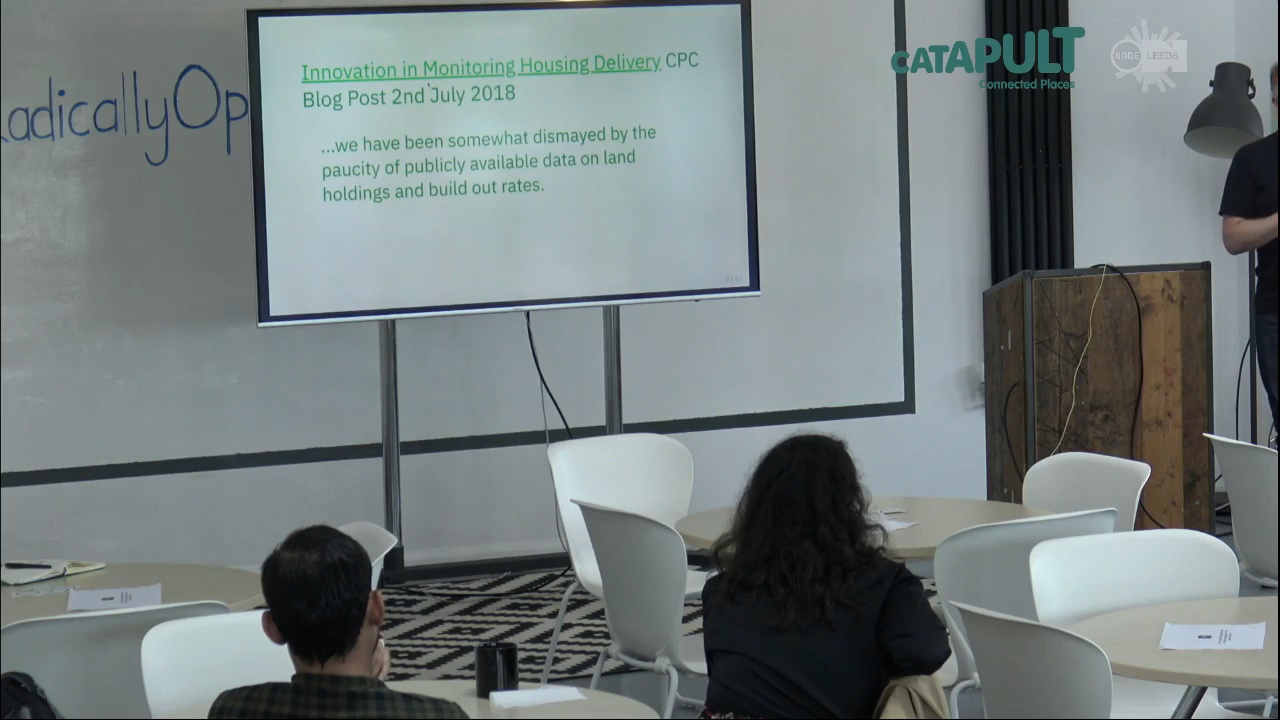 adicallyOp
Innovation in Monitoring Housing Delivery CPC
Blog Post 2nd July 2018
...we have been somewhat dismayed by the
paucity of publicly available data on land
holdings and build out rates.
CATAPULT
Connected Places
LEEDS